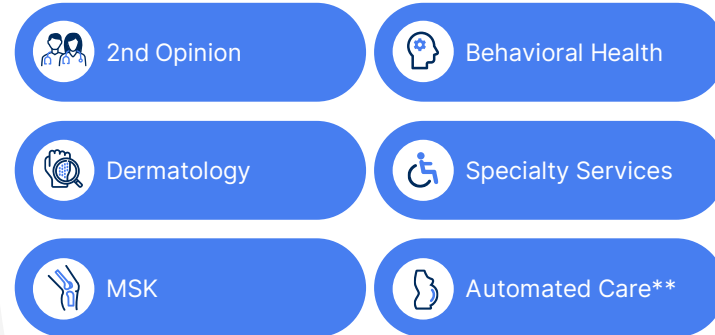 2nd Opinion
Behavioral Health
Dermatology
Specialty Services
MSK
Automated Care**